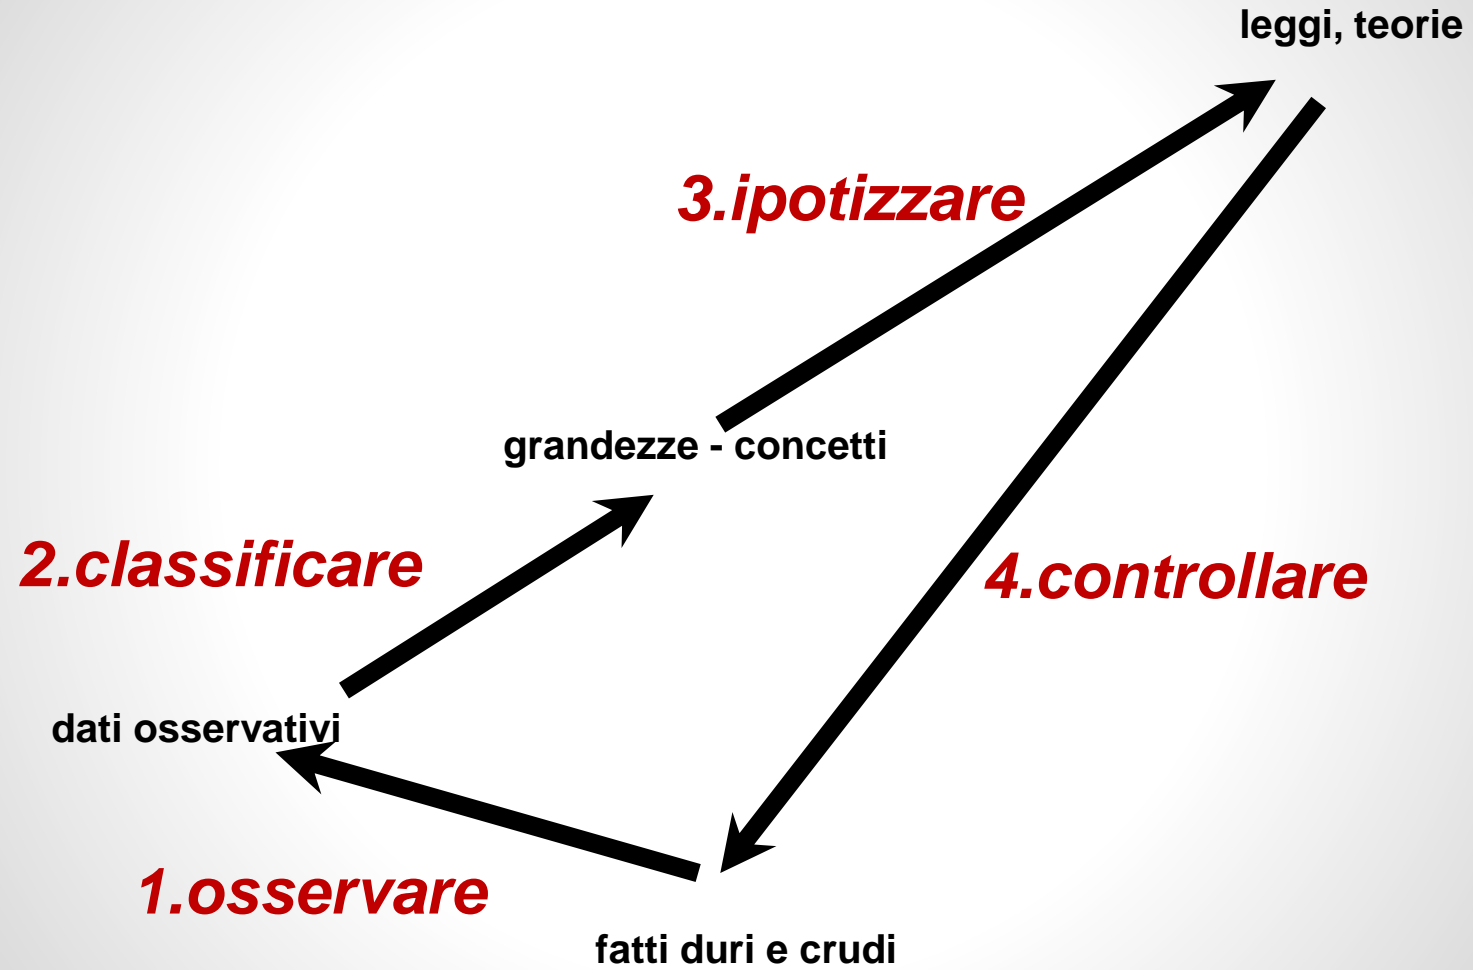 leggi, teorie
3.ipotizzare
grandezze - concetti
2.classificare
4.controllare
dati osservativi
1.osservare
fatti duri e crudi